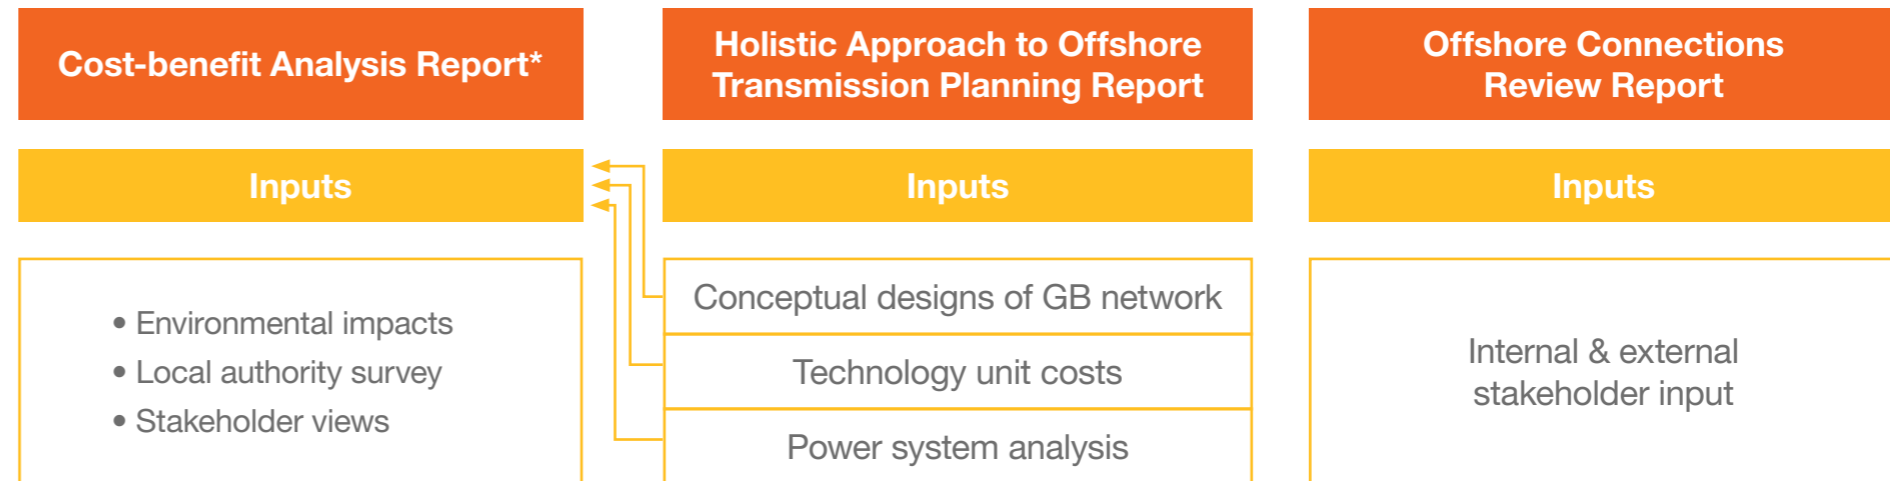 Cost-benefit Analysis Report*
Inputs
• Environmental impacts
• Local authority survey
• Stakeholder views
Holistic Approach to Offshore
Transmission Planning Report
Inputs
Conceptual designs of GB network
Technology unit costs
Power system analysis
Offshore Connections
Review Report
Inputs
Internal & external
stakeholder input